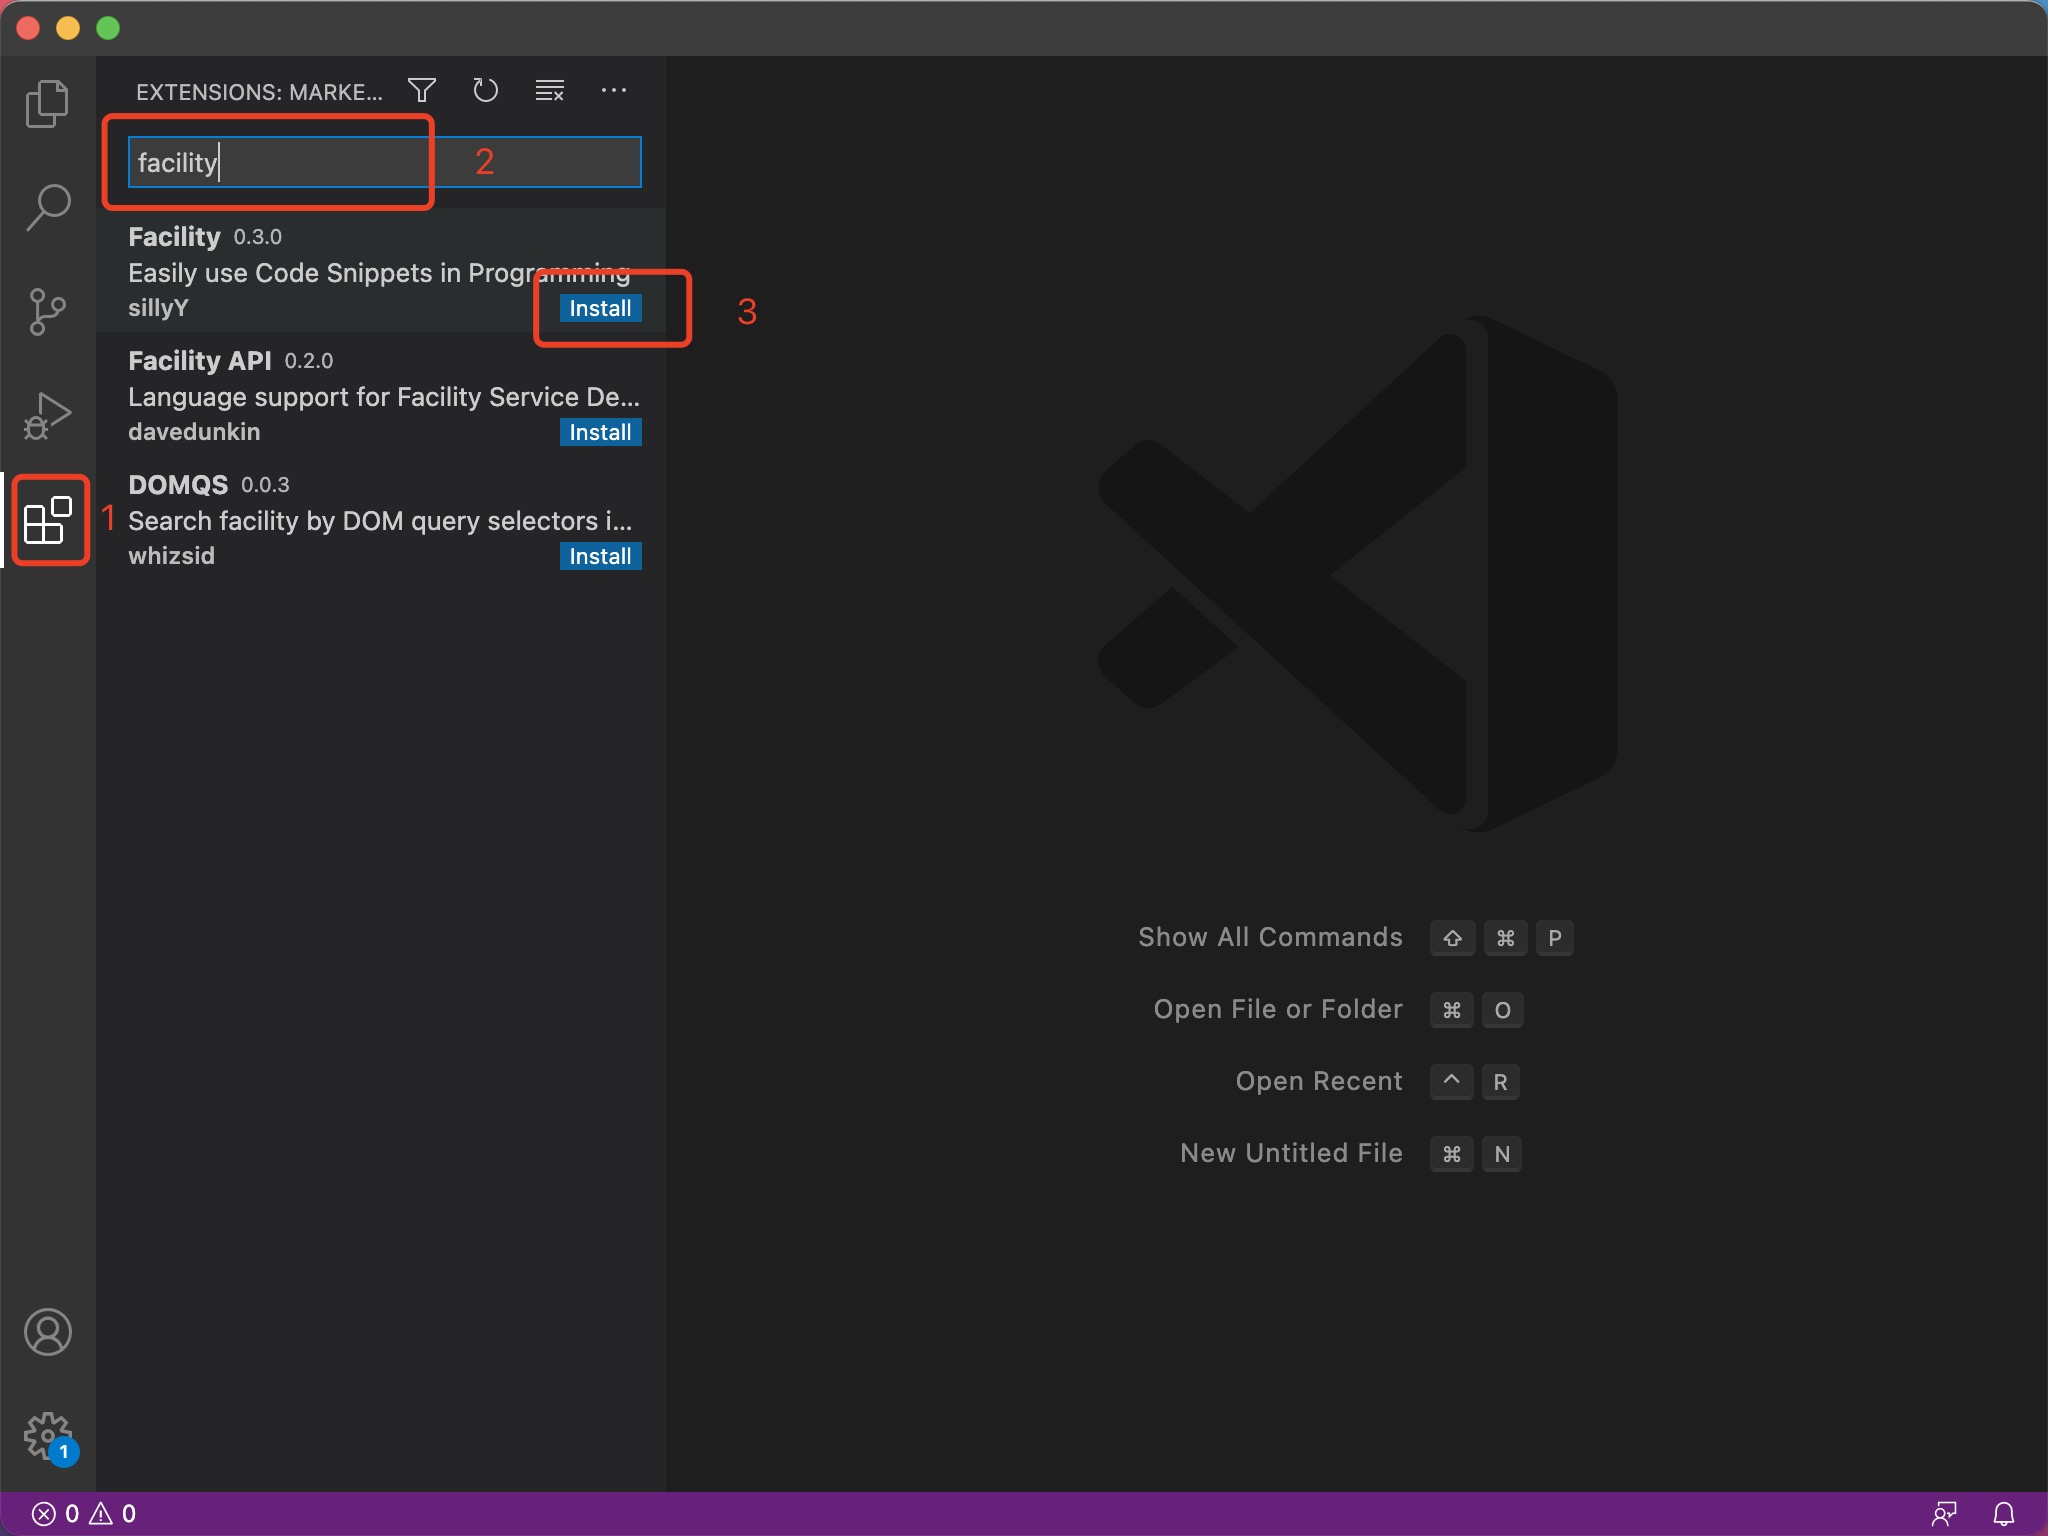 EXTENSIONS: MARKE...
facility
2
Facility 0.3.0
Easily use Code Snippets in Programming
sillyY
Install
3
Facility API 0.2.0
Language support for Facility Service De...
davedunkin
Install
DOMQS 0.0.3
1
Search facility by DOM query selectors i...
whizsid
Install
Show All Commands ⇧ ⌘ P
Open File or Folder ⌘ O
Open Recent ^ R
New Untitled File ⌘ N
1
0 0